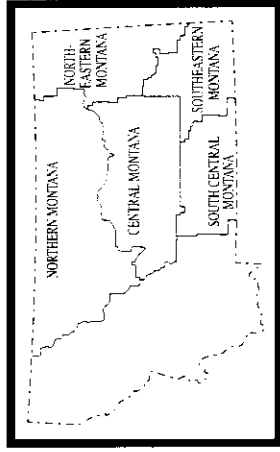 NORTHERN MONTANA
NORTH-
EASTERN
MONTANA
CENTRAL MONTANA
SOUTH CENTRAL
MONTANA
SOUTHEASTERN
MONTANA